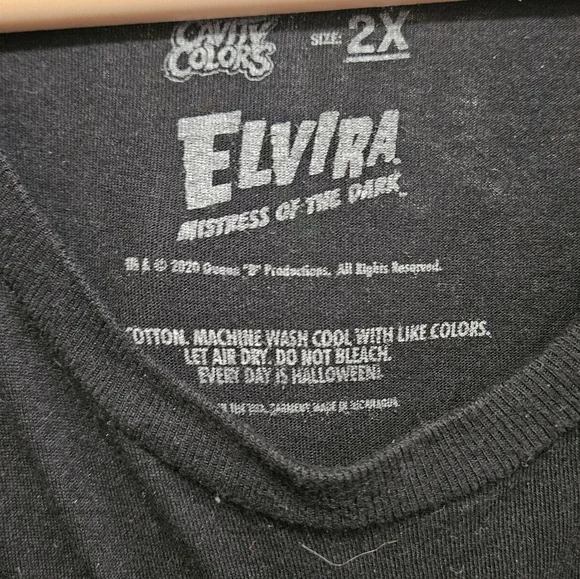 CAVITY COLORS
SIZE: 2X
ELVIRA.
MISTRESS OF THE DARK™
& © 2020 Queen "B" Productions. All Rights Reserved.
COTTON. MACHINE WASH COOL WITH LIKE COLORS.
LET AIR DRY. DO NOT BLEACH.
EVERY DAY IS HALLOWEEN!
GARMENT MADE IN NICARAGUA.